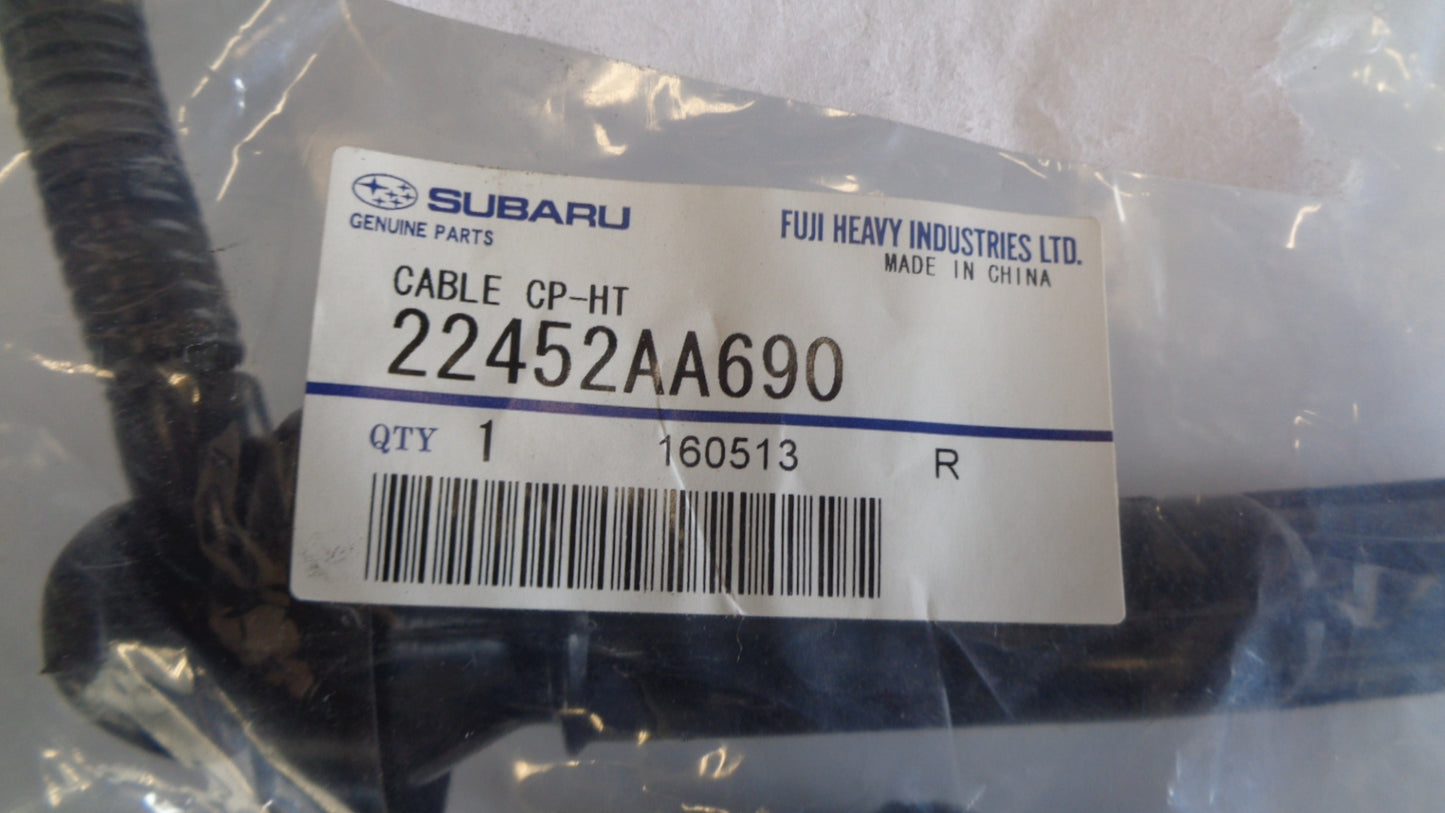 SUBARU
GENUINE PARTS
FUJI HEAVY INDUSTRIES LTD.
MADE IN CHINA
CABLE CP-HT
22452AA690
QTY 1 160513 R